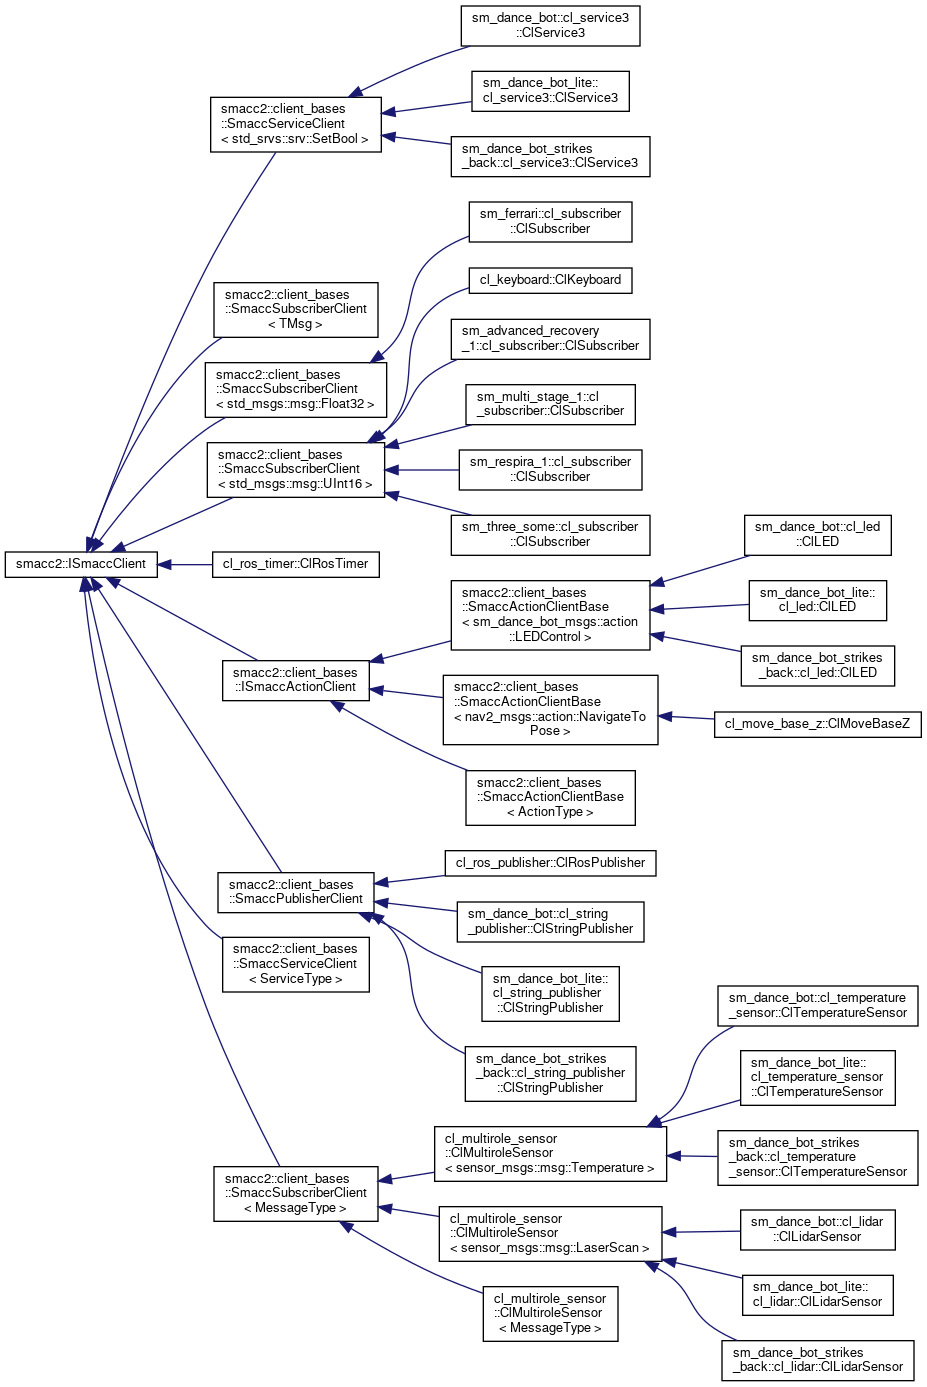 sm_dance_bot::cl_service3
::ClService3
sm_dance_bot_lite::
cl_service3::ClService3
smacc2::client_bases
::SmaccServiceClient
< std_srvs::srv::SetBool >
sm_dance_bot_strikes
_back::cl_service3::ClService3
sm_ferrari::cl_subscriber
::ClSubscriber
cl_keyboard::ClKeyboard
smacc2::client_bases
::SmaccSubscriberClient
< TMsg >
sm_advanced_recovery
_1::cl_subscriber::ClSubscriber
smacc2::client_bases
::SmaccSubscriberClient
< std_msgs::msg::Float32 >
sm_multi_stage_1::cl
_subscriber::ClSubscriber
smacc2::client_bases
::SmaccSubscriberClient
< std_msgs::msg::UInt16 >
sm_respira_1::cl_subscriber
::ClSubscriber
sm_three_some::cl_subscriber
::ClSubscriber
sm_dance_bot::cl_led
::ClLED
smacc2::ISmaccClient
cl_ros_timer::ClRosTimer
smacc2::client_bases
::SmaccActionClientBase
< sm_dance_bot_msgs::action
::LEDControl >
sm_dance_bot_lite::
cl_led::ClLED
sm_dance_bot_strikes
_back::cl_led::ClLED
smacc2::client_bases
::ISmaccActionClient
smacc2::client_bases
::SmaccActionClientBase
< nav2_msgs::action::NavigateTo
Pose >
cl_move_base_z::ClMoveBaseZ
smacc2::client_bases
::SmaccActionClientBase
< ActionType >
cl_ros_publisher::ClRosPublisher
smacc2::client_bases
::SmaccPublisherClient
sm_dance_bot::cl_string
_publisher::ClStringPublisher
smacc2::client_bases
::SmaccServiceClient
< ServiceType >
sm_dance_bot_lite::
cl_string_publisher
::ClStringPublisher
sm_dance_bot::cl_temperature
_sensor::ClTemperatureSensor
sm_dance_bot_strikes
_back::cl_string_publisher
::ClStringPublisher
sm_dance_bot_lite::
cl_temperature_sensor
::ClTemperatureSensor
cl_multirole_sensor
::ClMultiroleSensor
< sensor_msgs::msg::Temperature >
sm_dance_bot_strikes
_back::cl_temperature
_sensor::ClTemperatureSensor
smacc2::client_bases
::SmaccSubscriberClient
< MessageType >
cl_multirole_sensor
::ClMultiroleSensor
< sensor_msgs::msg::LaserScan >
sm_dance_bot::cl_lidar
::ClLidarSensor
sm_dance_bot_lite::
cl_lidar::ClLidarSensor
cl_multirole_sensor
::ClMultiroleSensor
< MessageType >
sm_dance_bot_strikes
_back::cl_lidar::ClLidarSensor